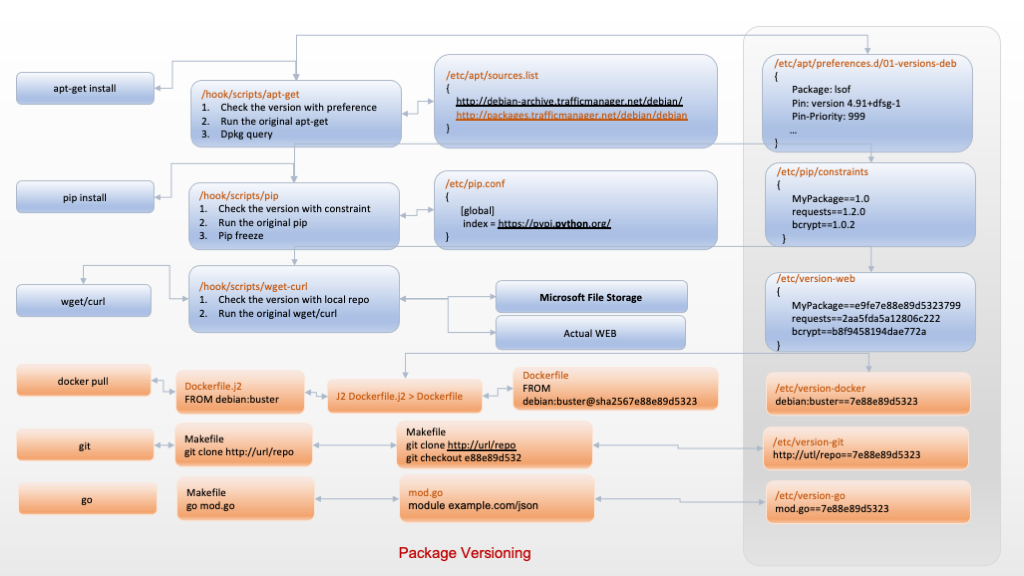 apt-get install
/hook/scripts/apt-get
1. Check the version with preference
2. Run the original apt-get
3. Dpkg query
/etc/apt/sources.list
{
http://debian-archive.trafficmanager.net/debian/
http://packages.trafficmanager.net/debian/debian
}
/etc/apt/preferences.d/01-versions-deb
{
Package: lsof
Pin: version 4.91+dfsg-1
Pin-Priority: 999
...
}
pip install
/hook/scripts/pip
1. Check the version with constraint
2. Run the original pip
3. Pip freeze
/etc/pip.conf
{
[global]
index = https://pypi.python.org/
}
/etc/pip/constraints
{
MyPackage==1.0
requests==1.2.0
bcrypt==1.0.2
}
wget/curl
/hook/scripts/wget-curl
1. Check the version with local repo
2. Run the original wget/curl
Microsoft File Storage
Actual WEB
/etc/version-web
{
MyPackage==e9fe7e88e89d5323799
requests==2aa5fda5a12806c222
bcrypt==b8f9458194dae772a
}
docker pull
Dockerfile.j2
FROM debian:buster
J2 Dockerfile.j2 > Dockerfile
Dockerfile
FROM
debian:buster@sha2567e88e89d5323
/etc/version-docker
debian:buster==7e88e89d5323
git
Makefile
git clone http://url/repo
Makefile
git clone http://url/repo
git checkout e88e89d532
/etc/version-git
http://utl/repo==7e88e89d5323
go
Makefile
go mod.go
mod.go
module example.com/json
/etc/version-go
mod.go==7e88e89d5323
Package Versioning